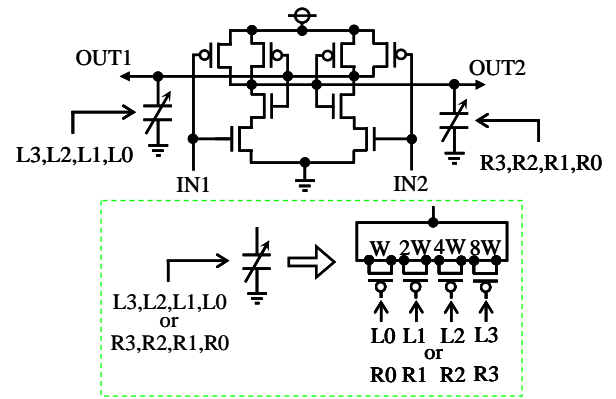 OUT1
OUT2
L3,L2,L1,L0
R3,R2,R1,R0
IN1
IN2
W 2W 4W 8W
L3,L2,L1,L0
or
R3,R2,R1,R0
L0 L1 L2 L3
or
R0 R1 R2 R3